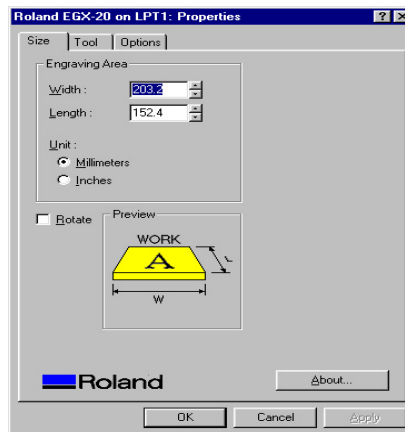 Roland EGX-20 on LPT1: Properties
Size Tool Options
Engraving Area
Width : 203.2
Length : 152.4
Unit :
Millimeters
Inches
Rotate
Preview
WORK
A
L
W
Roland
About...
OK Cancel Apply